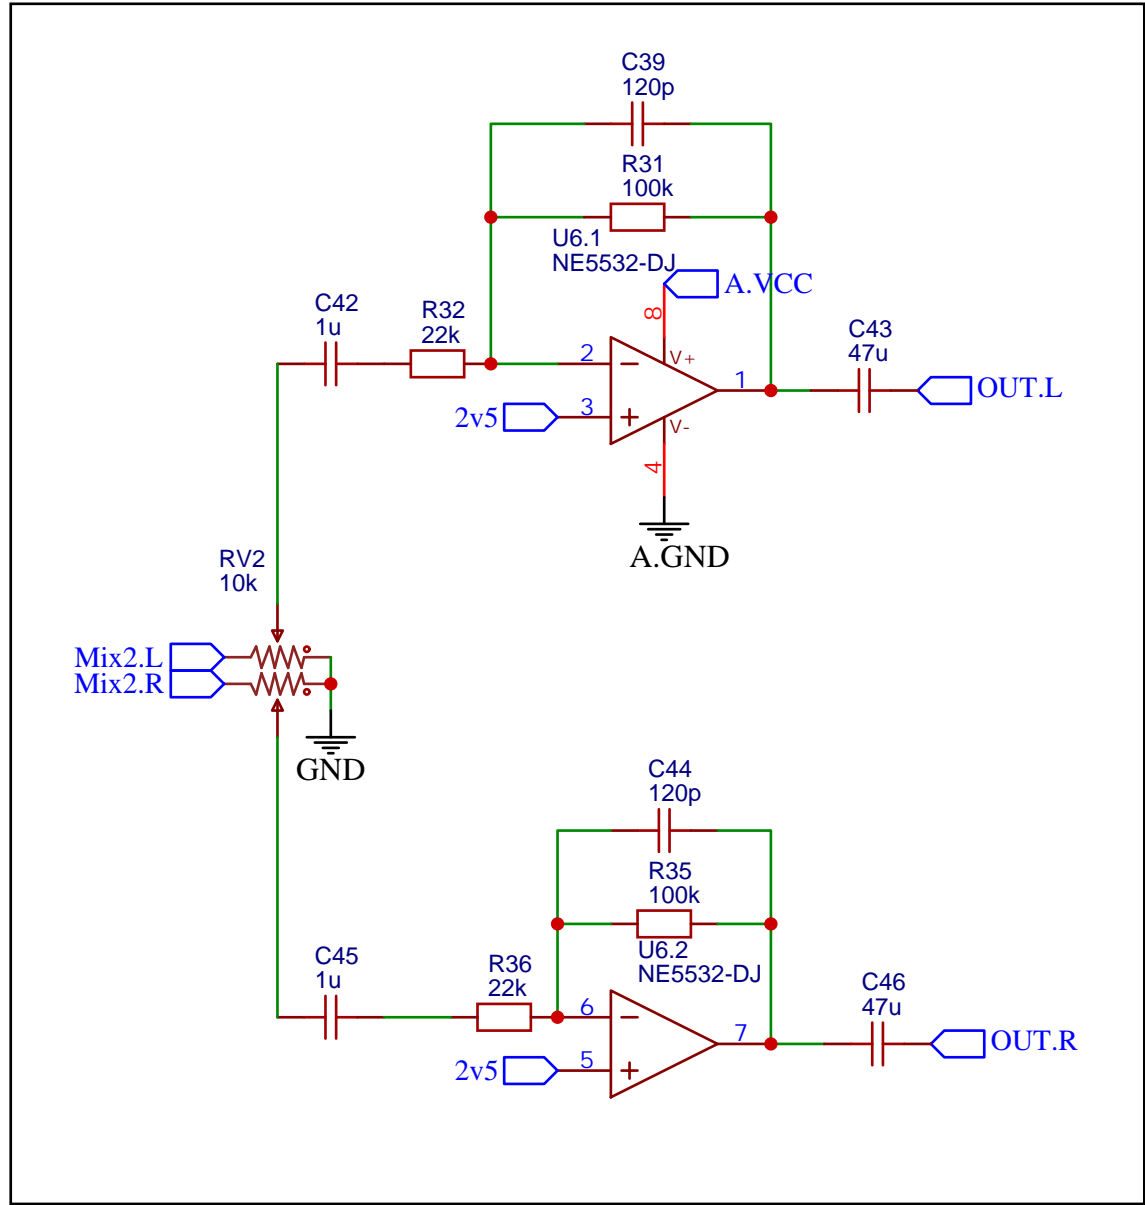 C39
120p
R31
100k
U6.1
NE5532-DJ
A.VCC
8
V+
C42
1u
R32
22k
2
1
C43
47u
OUT.L
2v5
3
V-
4
A.GND
RV2
10k
Mix2.L
Mix2.R
GND
C44
120p
R35
100k
U6.2
NE5532-DJ
C45
1u
R36
22k
6
7
C46
47u
OUT.R
2v5
5